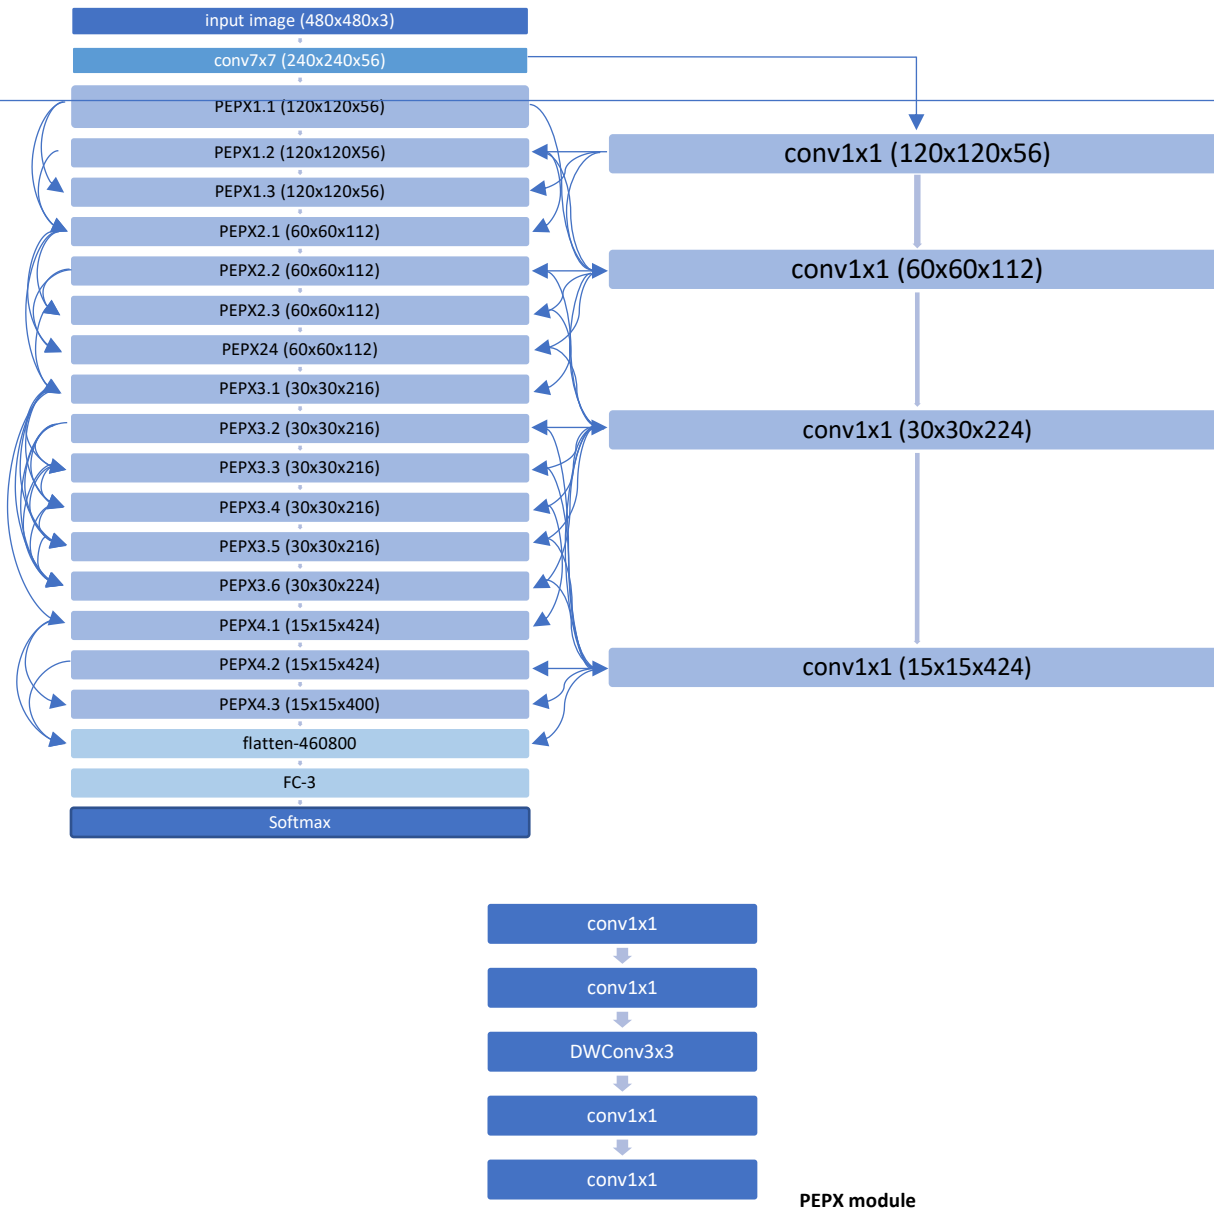 input image (480x480x3)
conv7x7 (240x240x56)
PEPX1.1 (120x120x56)
PEPX1.2 (120x120X56)
PEPX1.3 (120x120x56)
PEPX2.1 (60x60x112)
PEPX2.2 (60x60x112)
PEPX2.3 (60x60x112)
PEPX24 (60x60x112)
PEPX3.1 (30x30x216)
PEPX3.2 (30x30x216)
PEPX3.3 (30x30x216)
PEPX3.4 (30x30x216)
PEPX3.5 (30x30x216)
PEPX3.6 (30x30x224)
PEPX4.1 (15x15x424)
PEPX4.2 (15x15x424)
PEPX4.3 (15x15x400)
flatten-460800
FC-3
Softmax
conv1x1 (120x120x56)
conv1x1 (60x60x112)
conv1x1 (30x30x224)
conv1x1 (15x15x424)
conv1x1
conv1x1
DWConv3x3
conv1x1
conv1x1
PEPX module